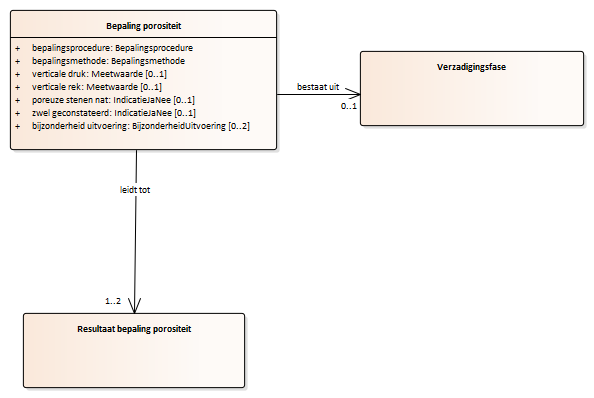 Bepaling porositeit
+ bepalingsprocedure: Bepalingsprocedure
+ bepalingsmethode: Bepalingsmethode
+ verticale druk: Meetwaarde [0..1]
+ verticale rek: Meetwaarde [0..1]
+ poreuze stenen nat: IndicatieJaNee [0..1]
+ zwel geconstateerd: IndicatieJaNee [0..1]
+ bijzonderheid uitvoering: BijzonderheidUitvoering [0..2]
bestaat uit
0..1
Verzadigingsfase
leidt tot
1..2
Resultaat bepaling porositeit